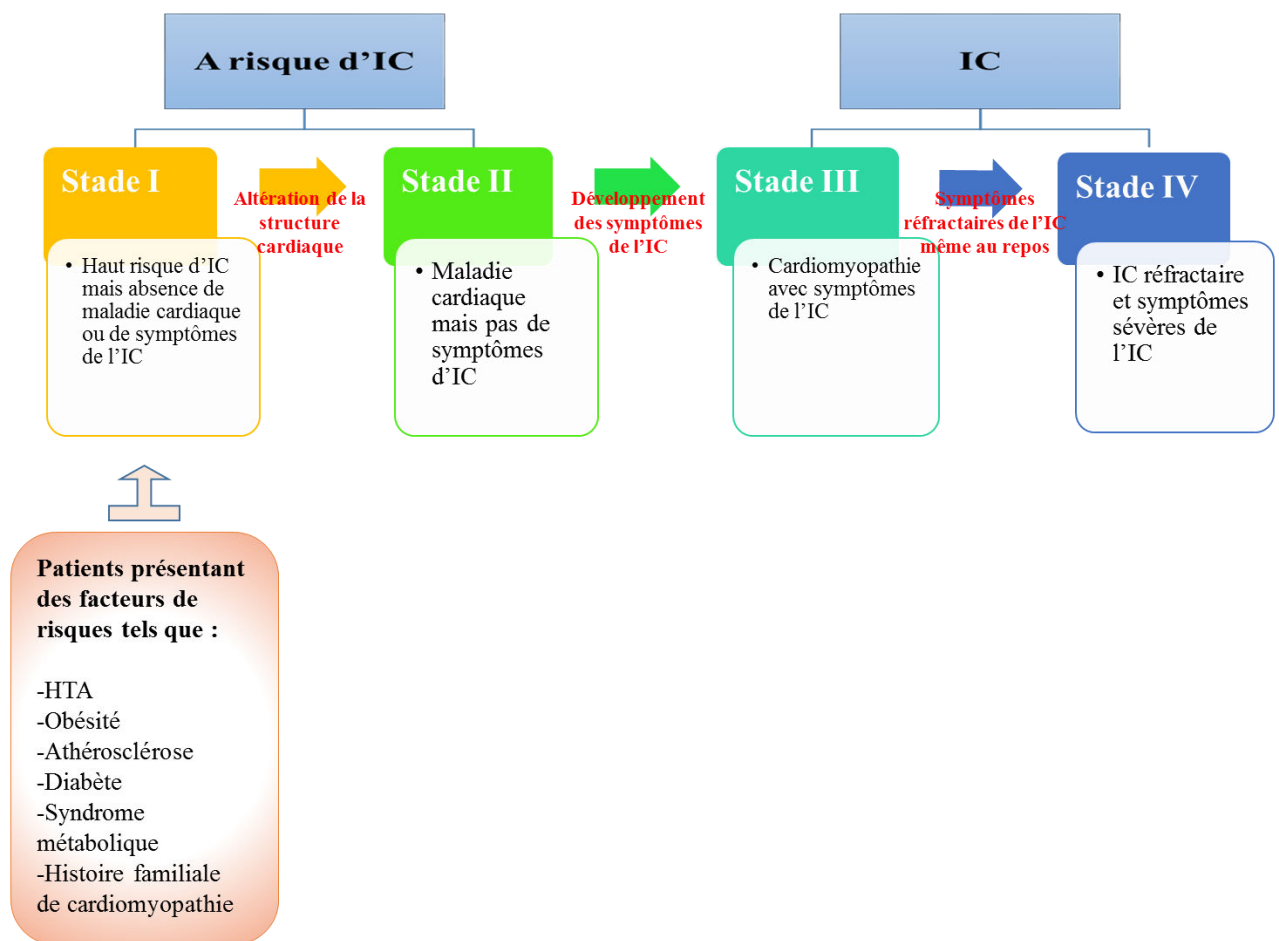 A risque d’IC
IC
Stade I
• Haut risque d’IC
mais absence de
maladie cardiaque
ou de symptômes
de l’IC
Altération de la
structure
cardiaque
Stade II
• Maladie
cardiaque
mais pas de
symptômes
d’IC
Développement
des symptômes
de l’IC
Stade III
• Cardiomyopathie
avec symptômes
de l’IC
Symptômes
réfractaires de l’IC
même au repos
Stade IV
• IC réfractaire
et symptômes
sévères de
l’IC
Patients présentant
des facteurs de
risques tels que :
-HTA
-Obésité
-Athérosclérose
-Diabète
-Syndrome
métabolique
-Histoire familiale
de cardiomyopathie